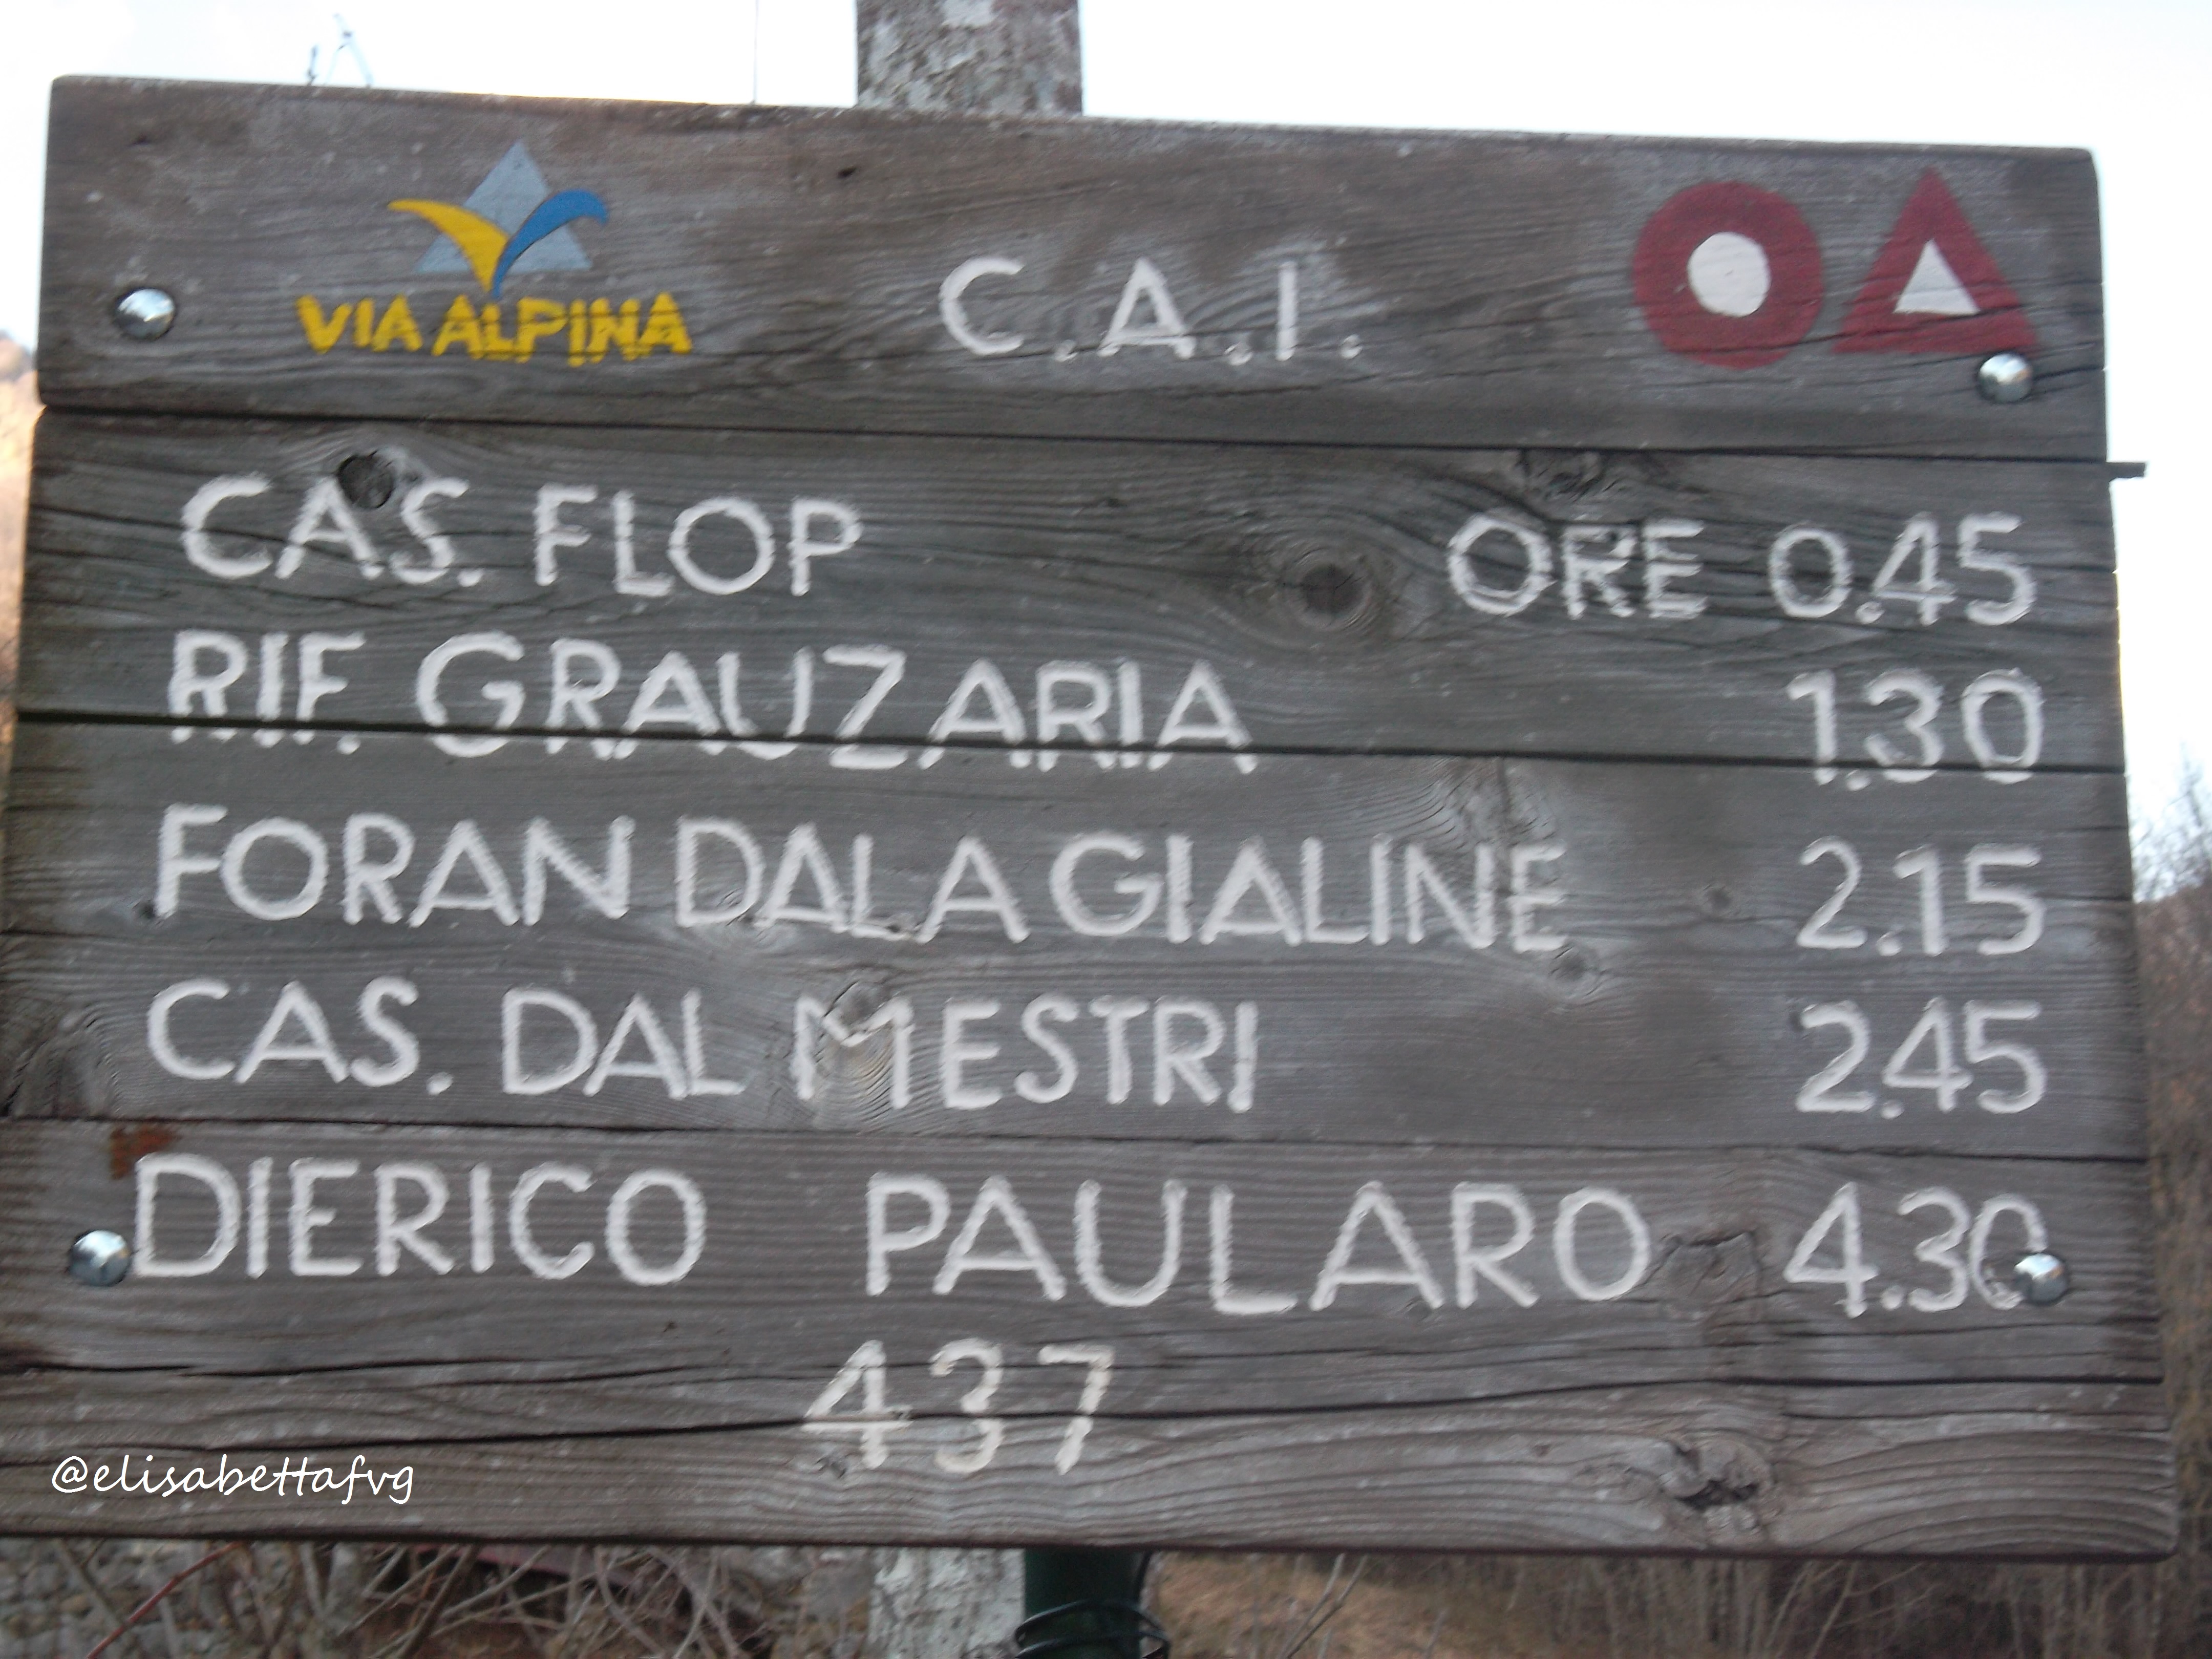 VIA ALPINA C.A.I.
CAS. FLOP ORE 0.45
RIF. GRAUZARIA 1.30
FORAN DALA GIALINE 2.15
CAS. DAL MESTRI 2.45
DIERICO PAULARO 4.30
437
@elisabettafvg